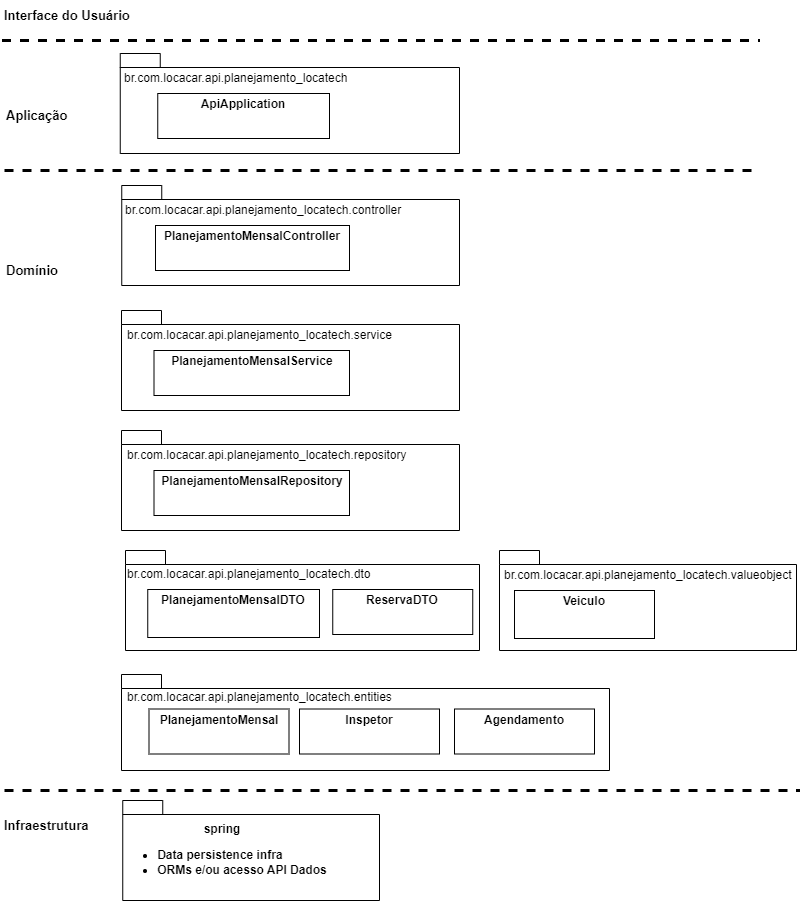 Interface do Usuário
br.com.locacar.api.planejamento_locatech
ApiApplication
Aplicação
br.com.locacar.api.planejamento_locatech.controller
PlanejamentoMensalController
Domínio
br.com.locacar.api.planejamento_locatech.service
PlanejamentoMensalService
br.com.locacar.api.planejamento_locatech.repository
PlanejamentoMensalRepository
br.com.locacar.api.planejamento_locatech.dto
PlanejamentoMensalDTO
ReservaDTO
br.com.locacar.api.planejamento_locatech.valueobject
Veiculo
br.com.locacar.api.planejamento_locatech.entities
PlanejamentoMensal
Inspetor
Agendamento
Infraestrutura
spring
• Data persistence infra
• ORMs e/ou acesso API Dados